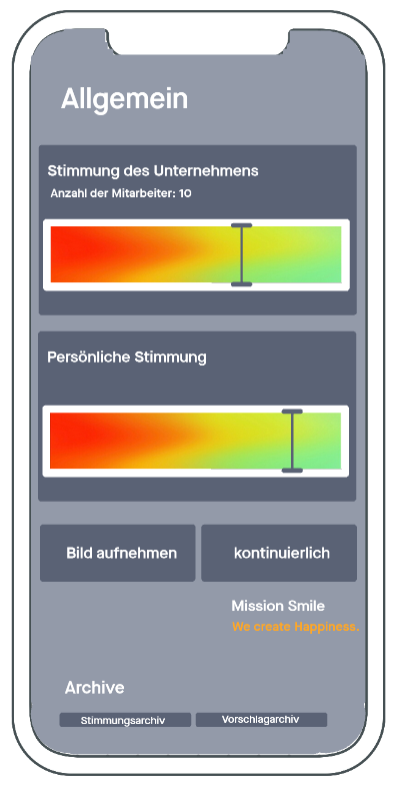 Allgemein
Stimmung des Unternehmens
Anzahl der Mitarbeiter: 10
Persönliche Stimmung
Bild aufnehmen
kontinuierlich
Mission Smile
We create Happiness.
Archive
Stimmungsarchiv
Vorschlagarchiv